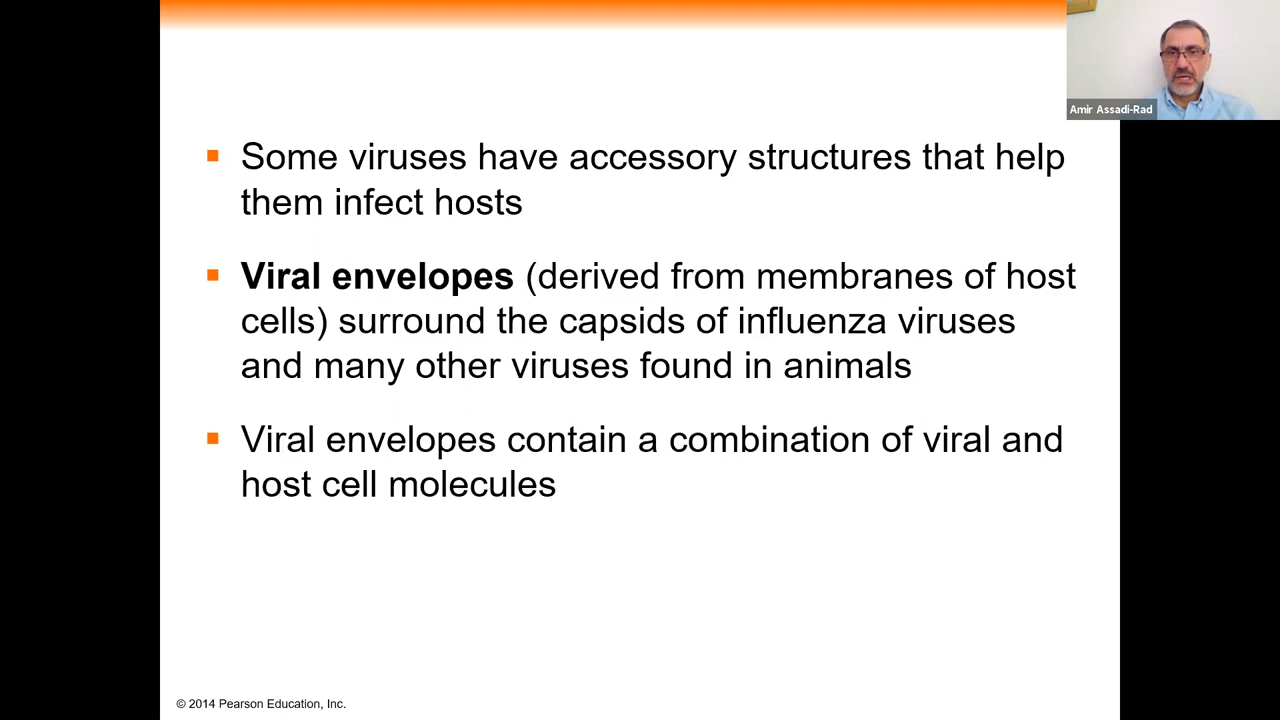 Amir Assadi-Rad
Some viruses have accessory structures that help
them infect hosts
Viral envelopes (derived from membranes of host
cells) surround the capsids of influenza viruses
and many other viruses found in animals
Viral envelopes contain a combination of viral and
host cell molecules
© 2014 Pearson Education, Inc.